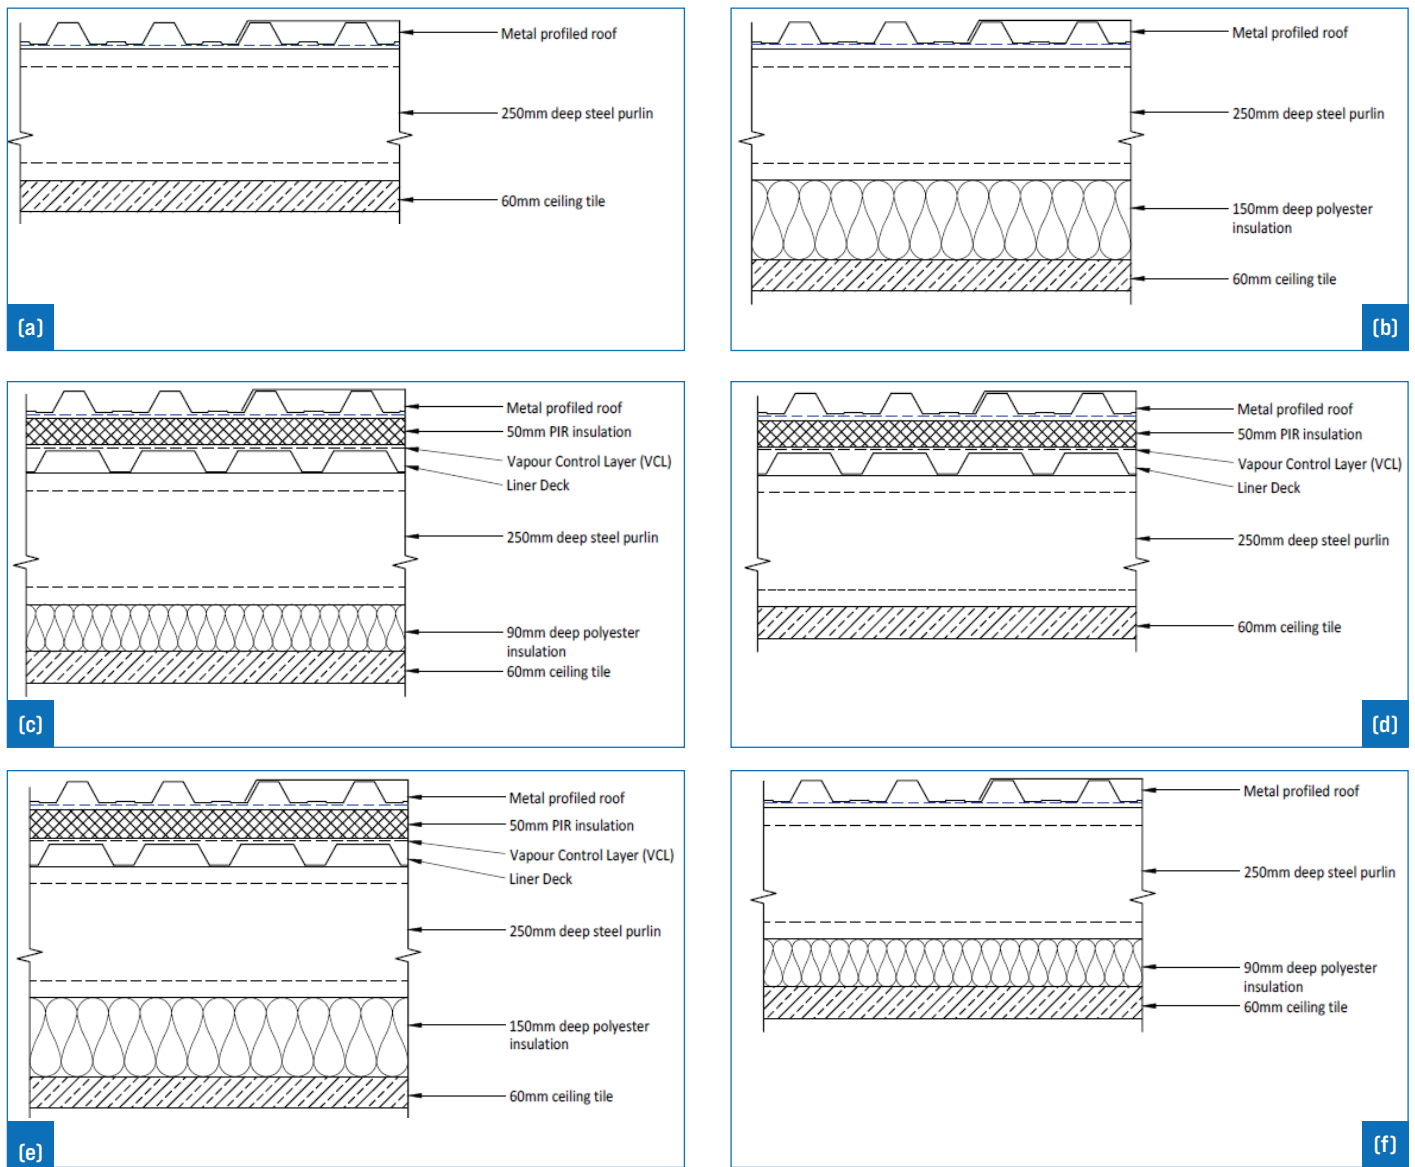 Metal profiled roof
250mm deep steel purlin
60mm ceiling tile
(a)
Metal profiled roof
250mm deep steel purlin
150mm deep polyester
insulation
60mm ceiling tile
(b)
Metal profiled roof
50mm PIR insulation
Vapour Control Layer (VCL)
Liner Deck
250mm deep steel purlin
90mm deep polyester
insulation
60mm ceiling tile
(c)
Metal profiled roof
50mm PIR insulation
Vapour Control Layer (VCL)
Liner Deck
250mm deep steel purlin
60mm ceiling tile
(d)
Metal profiled roof
50mm PIR insulation
Vapour Control Layer (VCL)
Liner Deck
250mm deep steel purlin
150mm deep polyester
insulation
60mm ceiling tile
(e)
Metal profiled roof
250mm deep steel purlin
90mm deep polyester
insulation
60mm ceiling tile
(f)